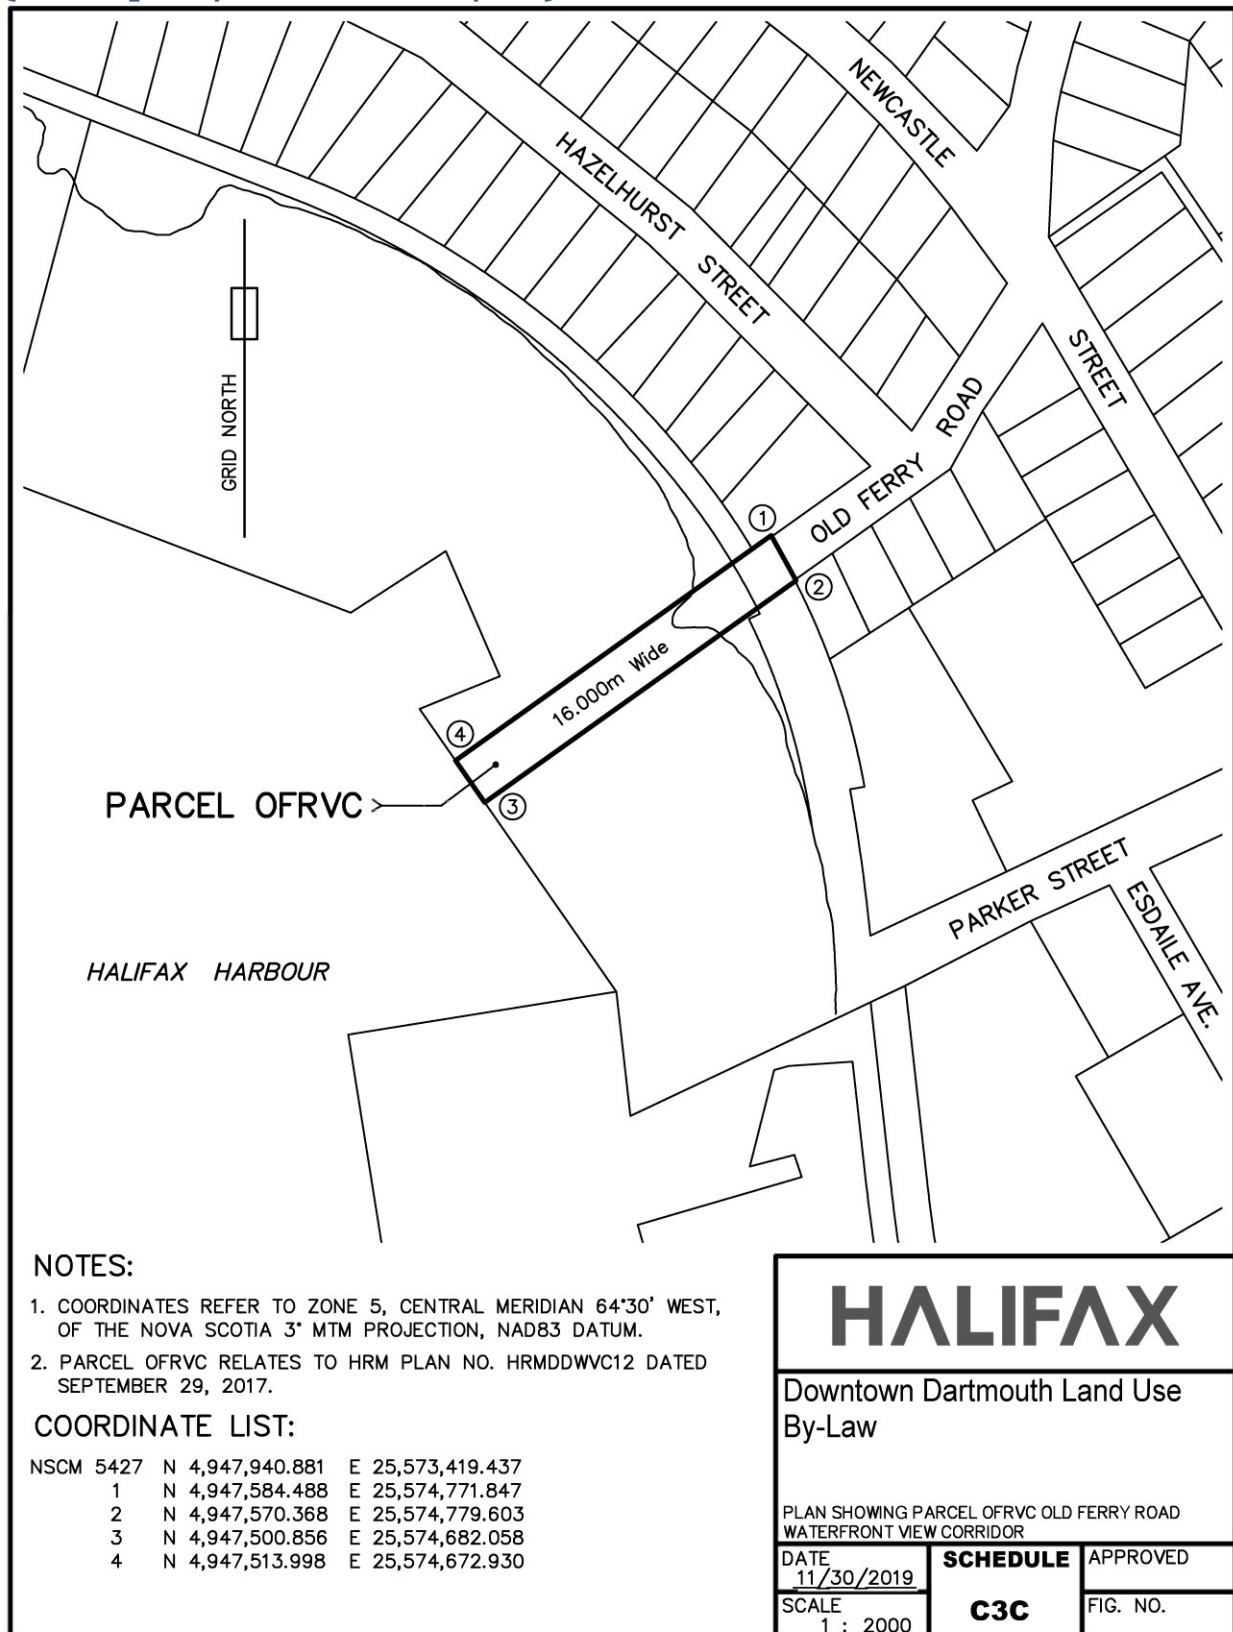 NEWCASTLE
HAZELHURST STREET
STREET
GRID NORTH
OLD FERRY ROAD
1
2
16.000m Wide
4
3
PARCEL OFRVC
PARKER STREET
ESDAILE AVE.
HALIFAX HARBOUR
NOTES:
1. COORDINATES REFER TO ZONE 5, CENTRAL MERIDIAN 64°30' WEST,
OF THE NOVA SCOTIA 3° MTM PROJECTION, NAD83 DATUM.
2. PARCEL OFRVC RELATES TO HRM PLAN NO. HRMDDWVC12 DATED
SEPTEMBER 29, 2017.
COORDINATE LIST:
NSCM 5427 N 4,947,940.881 E 25,573,419.437
1 N 4,947,584.488 E 25,574,771.847
2 N 4,947,570.368 E 25,574,779.603
3 N 4,947,500.856 E 25,574,682.058
4 N 4,947,513.998 E 25,574,672.930
HALIFAX
Downtown Dartmouth Land Use
By-Law
PLAN SHOWING PARCEL OFRVC OLD FERRY ROAD
WATERFRONT VIEW CORRIDOR
DATE
11/30/2019
SCHEDULE
C3C
APPROVED
SCALE
1 : 2000
FIG. NO.